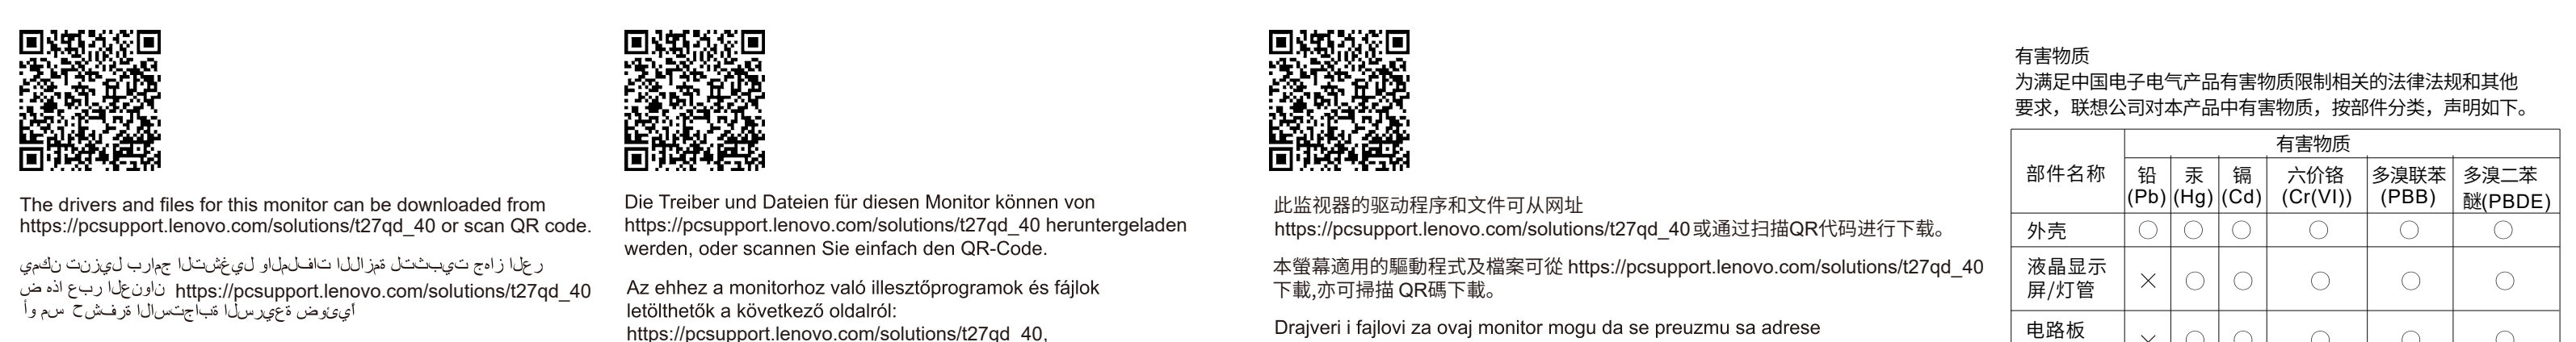 The drivers and files for this monitor can be downloaded from
https://pcsupport.lenovo.com/solutions/t27qd_40 or scan QR code.
يمكن تنزيل برامج التشغيل والملفات اللازمة لتثبيت جهاز العر
ض هذا عبر العنوان https://pcsupport.lenovo.com/solutions/t27qd_40
أو مسح شفرة الاستجابة السريعة ضوئيأ
Die Treiber und Dateien für diesen Monitor können von
https://pcsupport.lenovo.com/solutions/t27qd_40 heruntergeladen
werden, oder scannen Sie einfach den QR-Code.
Az ehhez a monitorhoz való illesztőprogramok és fájlok
letölthetők a következő oldalról:
https://pcsupport.lenovo.com/solutions/t27qd_40,
此监视器的驱动程序和文件可从网址
https://pcsupport.lenovo.com/solutions/t27qd_40或通过扫描QR代码进行下载。
本螢幕適用的驅動程式及檔案可從 https://pcsupport.lenovo.com/solutions/t27qd_40
下載,亦可掃描 QR碼下載。
Drajveri i fajlovi za ovaj monitor mogu da se preuzmu sa adrese
有害物质
为满足中国电子电气产品有害物质限制相关的法律法规和其他
要求，联想公司对本产品中有害物质，按部件分类，声明如下。
有害物质
部件名称 铅 汞 镉 六价铬 多溴联苯 多溴二苯
(Pb) (Hg) (Cd) (Cr(VI)) (PBB) 醚(PBDE)
外壳 ○ ○ ○ ○ ○ ○
液晶显示
屏/灯管 × ○ ○ ○ ○ ○
电路板 × ○ ○ ○ ○ ○